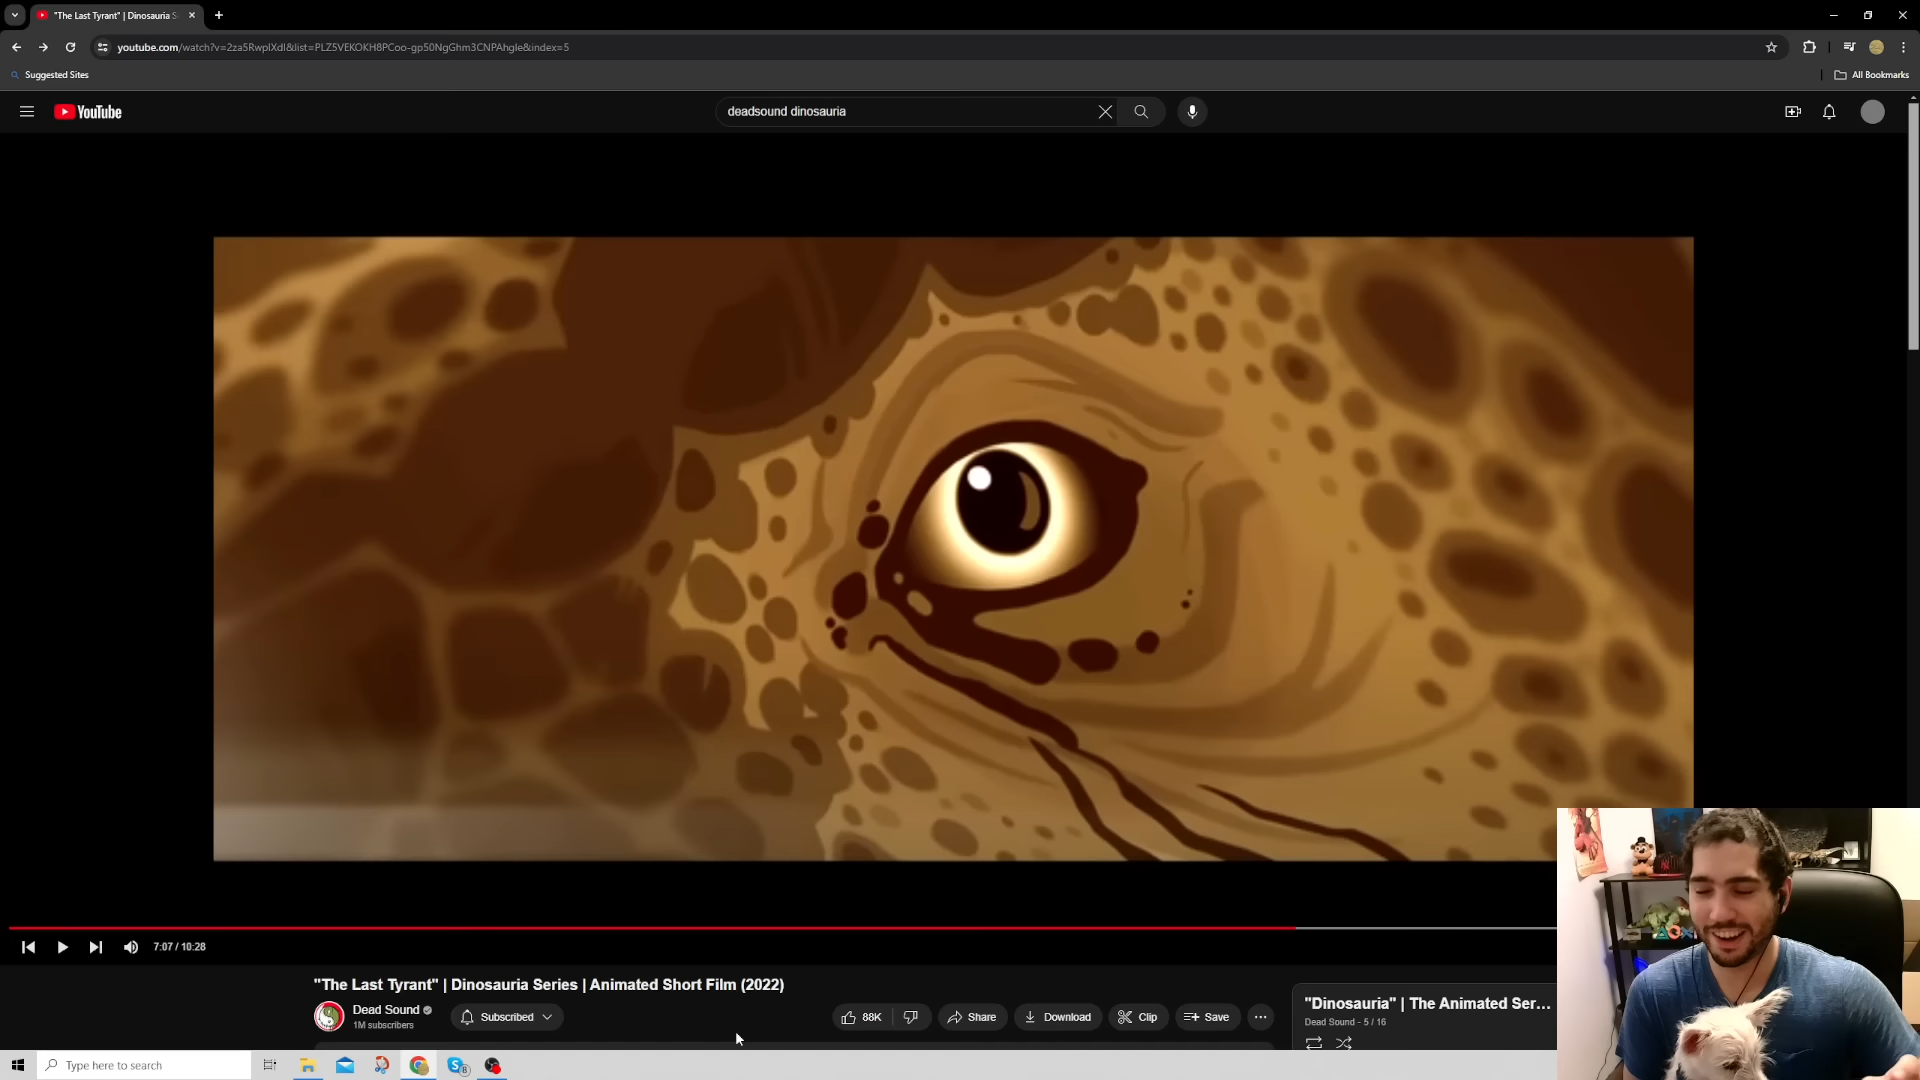 "The Last Tyrant" | Dinosauria S
youtube.com/watch?v=2za5RwpIXdI&list=PLZ5VEKOKH8PCoo-gp50NgGhm3CNPAhgle&index=5
Suggested Sites
All Bookmarks
YouTube
deadsound dinosauria
7:07 / 10:28
"The Last Tyrant" | Dinosauria Series | Animated Short Film (2022)
Dead Sound
1M subscribers
Subscribed
88K
Share
Download
Clip
Save
"Dinosauria" | The Animated Ser...
Dead Sound - 5 / 16
Type here to search